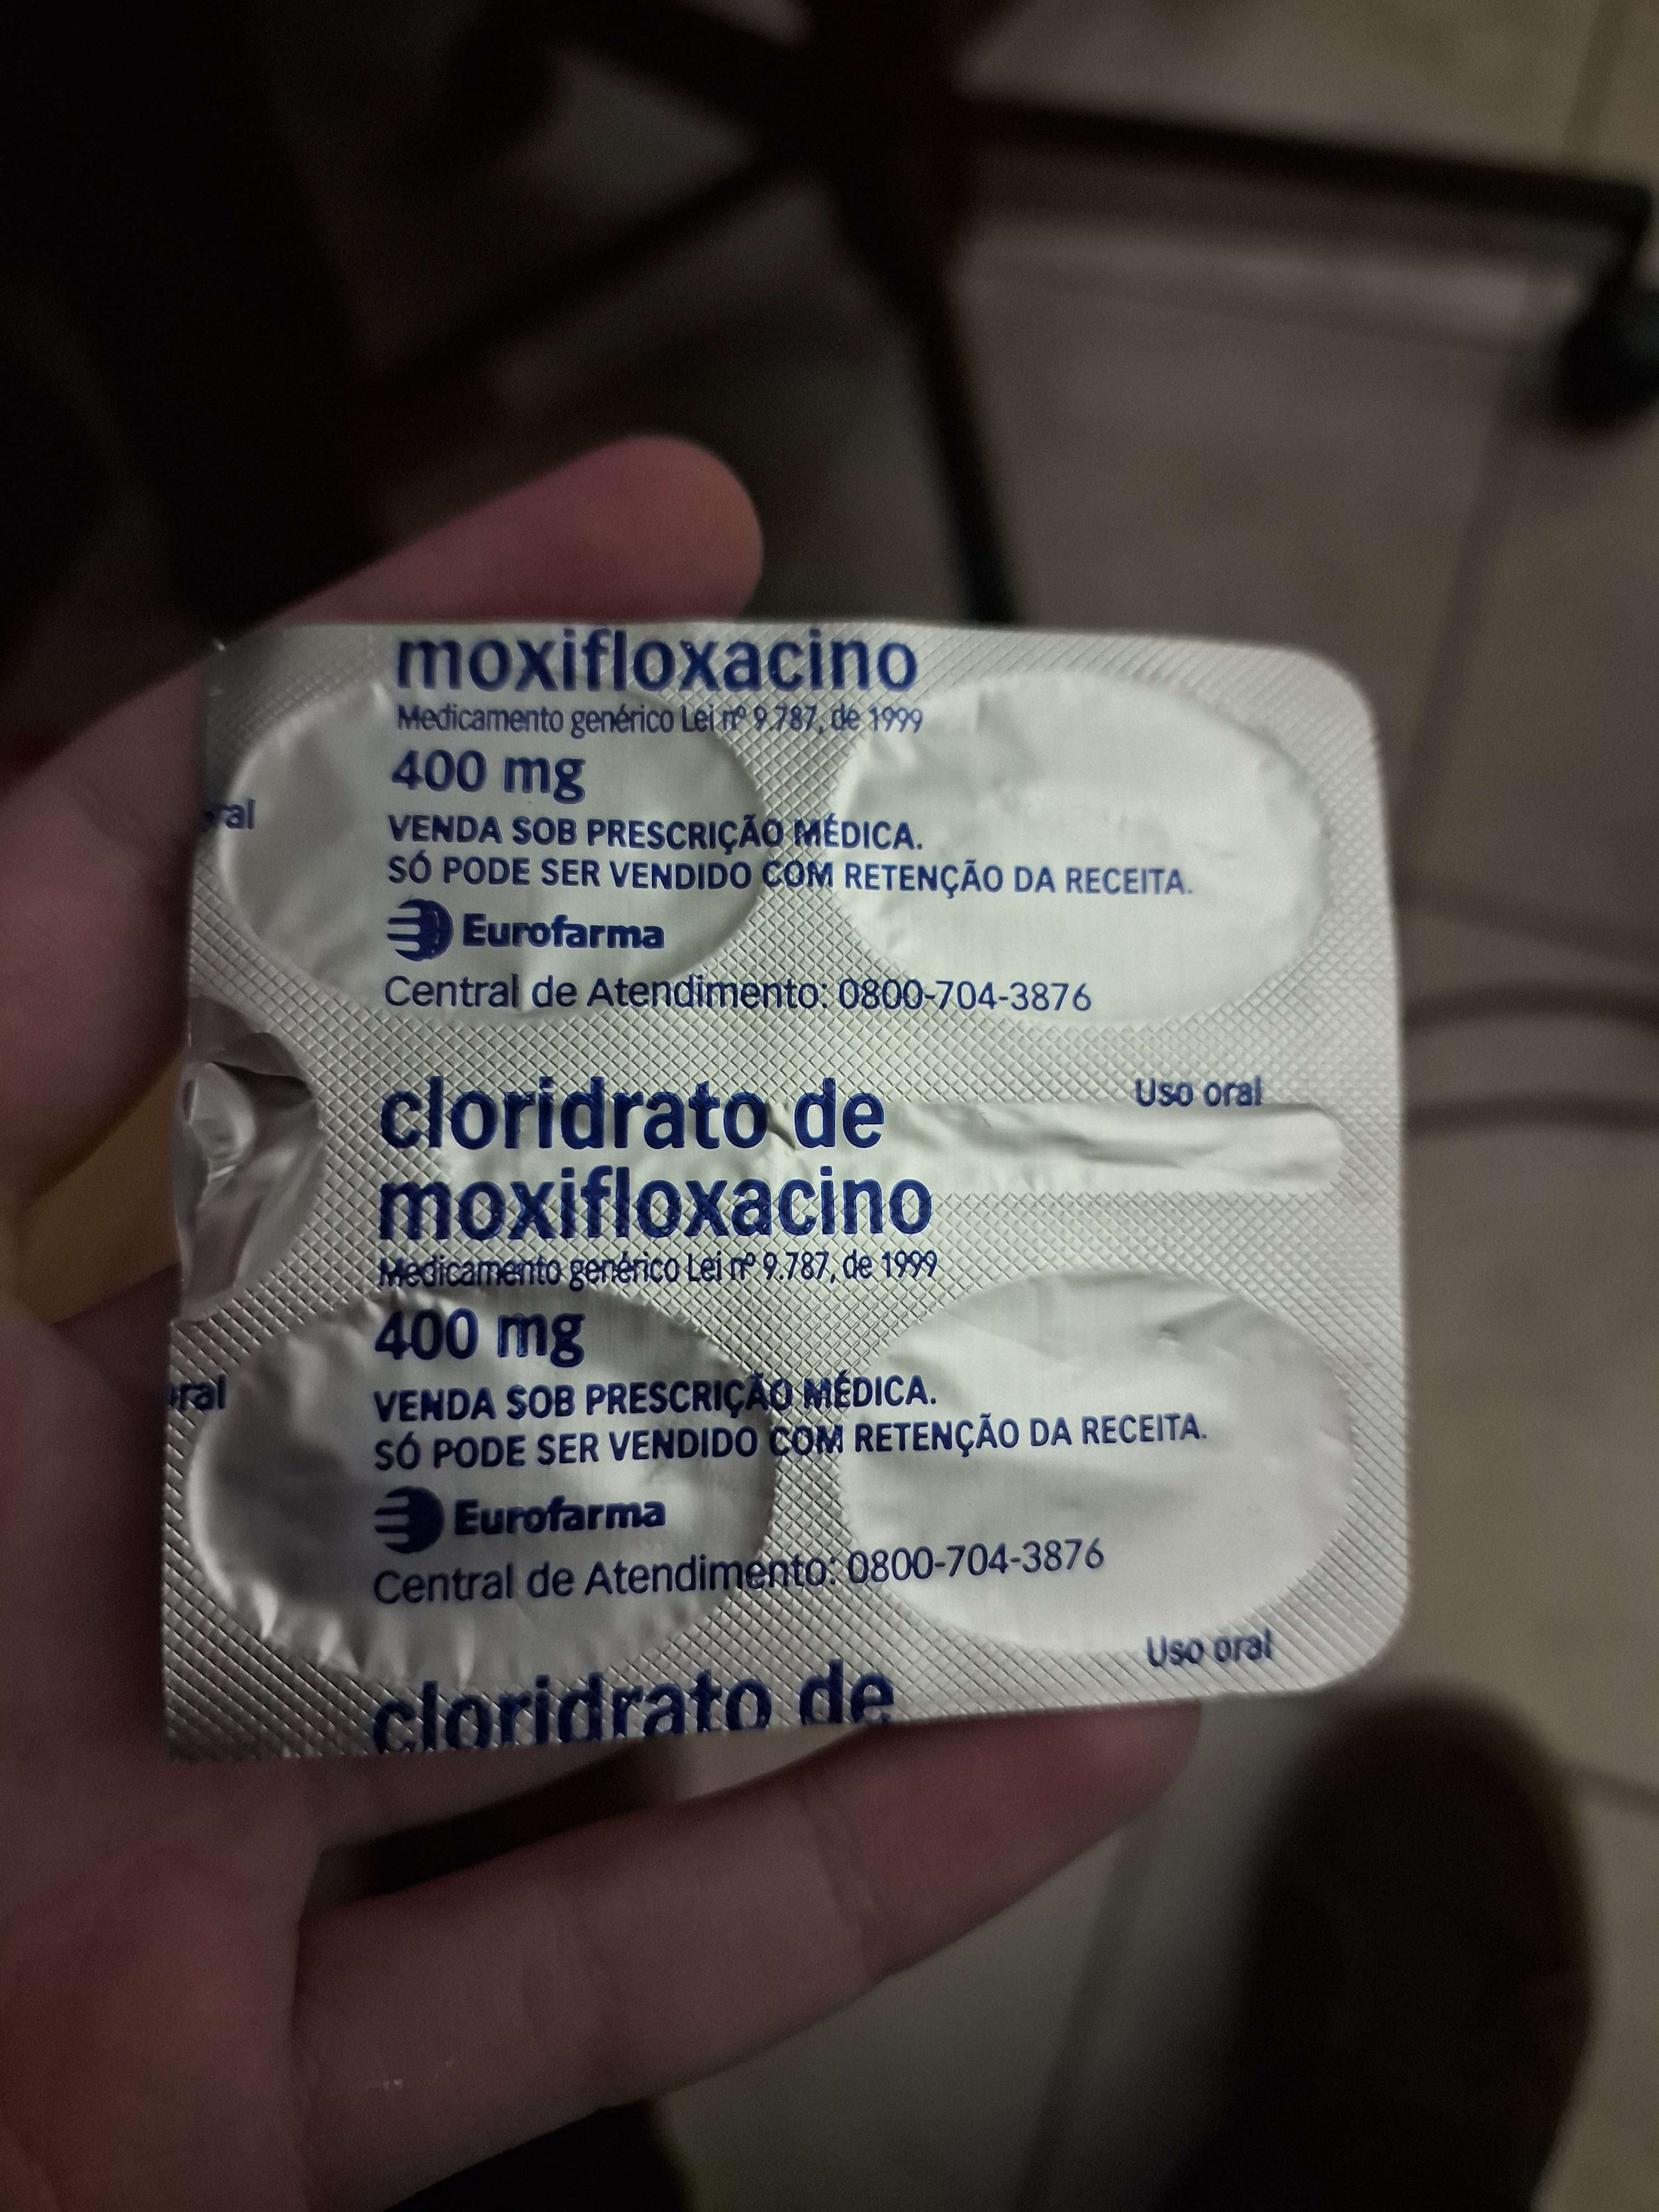 moxifloxacino
Medicamento genérico Lei nº 9.787, de 1999
400 mg
oral
VENDA SOB PRESCRIÇÃO MÉDICA.
SÓ PODE SER VENDIDO COM RETENÇÃO DA RECEITA.
Eurofarma
Central de Atendimento: 0800-704-3876
Uso oral
cloridrato de
moxifloxacino
Medicamento genérico Lei nº 9.787, de 1999
400 mg
oral
VENDA SOB PRESCRIÇÃO MÉDICA.
SÓ PODE SER VENDIDO COM RETENÇÃO DA RECEITA.
Eurofarma
Central de Atendimento: 0800-704-3876
Uso oral
cloridrato de